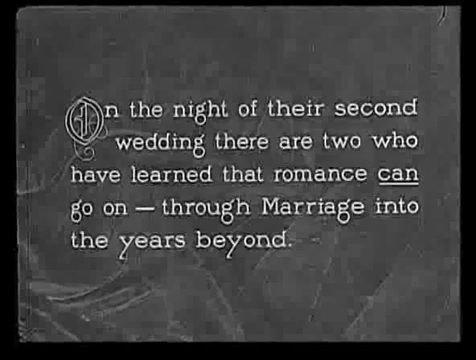 On the night of their second
wedding there are two who
have learned that romance can
go on — through Marriage into
the years beyond.